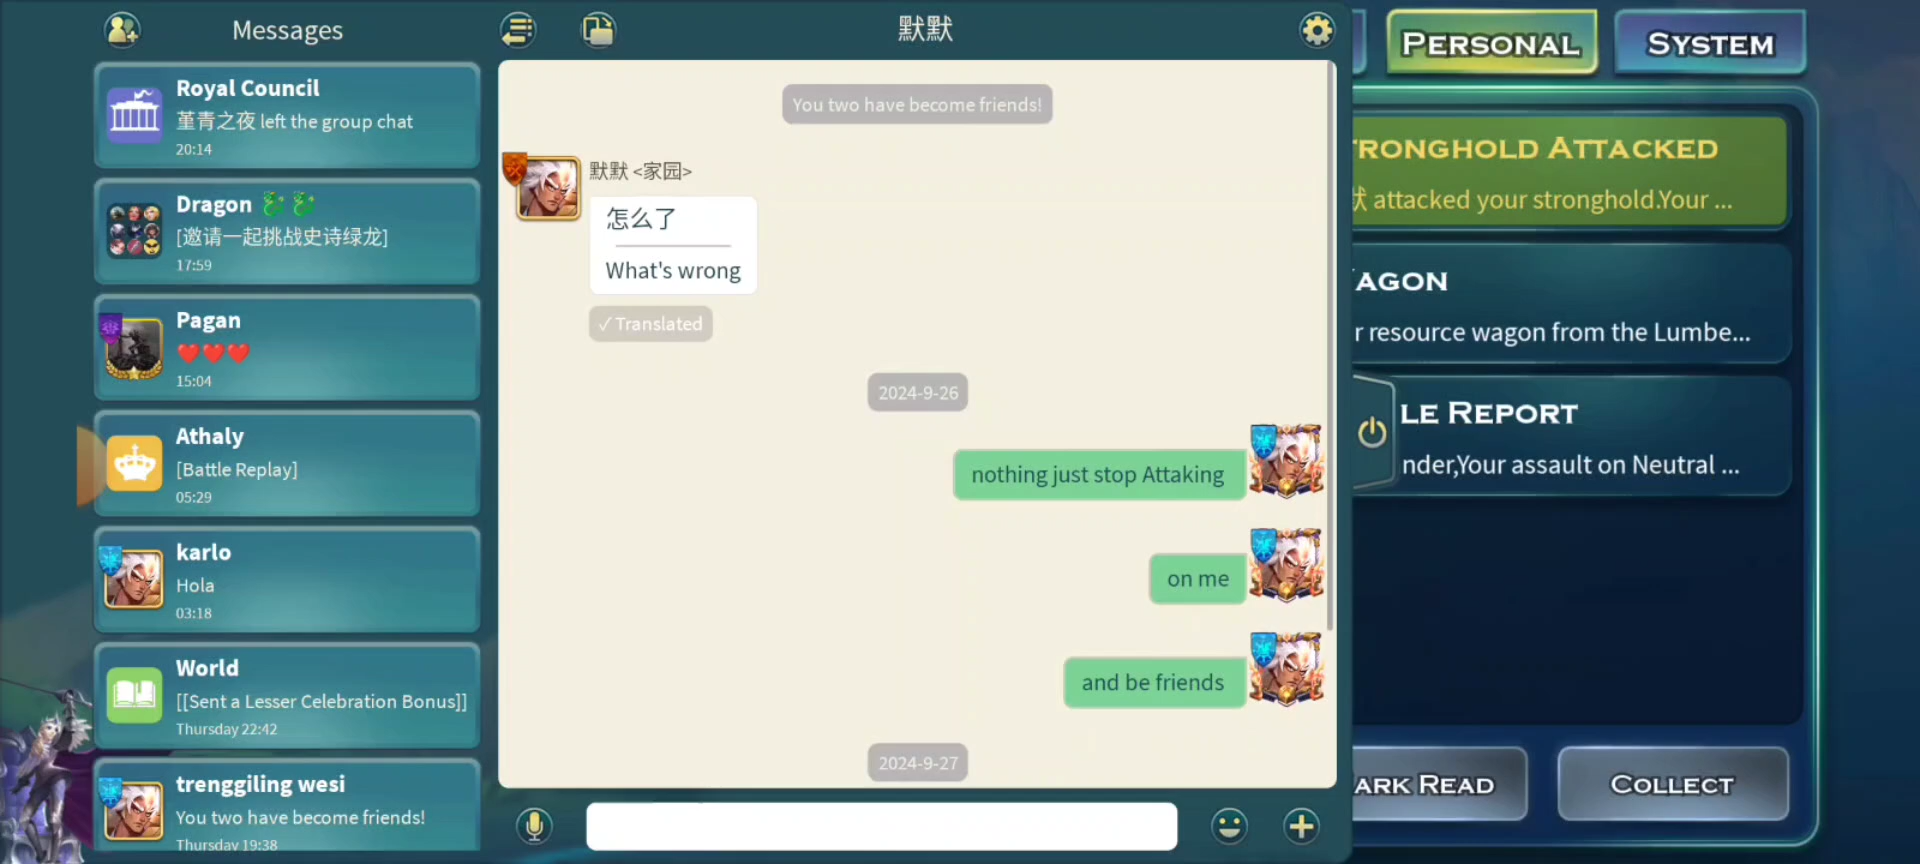 Messages
Royal Council
堇青之夜 left the group chat
20:14
Dragon 🐉 🐉
[邀请一起挑战史诗绿龙]
17:59
Pagan
❤️❤️❤️
15:04
Athaly
[Battle Replay]
05:29
karlo
Hola
03:18
World
[[Sent a Lesser Celebration Bonus]]
Thursday 22:42
trenggiling wesi
You two have become friends!
Thursday 19:38
默默
You two have become friends!
默默 <家园>
怎么了
What's wrong
✓ Translated
2024-9-26
nothing just stop Attaking
on me
and be friends
2024-9-27
PERSONAL
SYSTEM
TRONGHOLD ATTACKED
默 attacked your stronghold.Your ...
AGON
r resource wagon from the Lumbe...
LE REPORT
nder,Your assault on Neutral ...
ARK READ
COLLECT